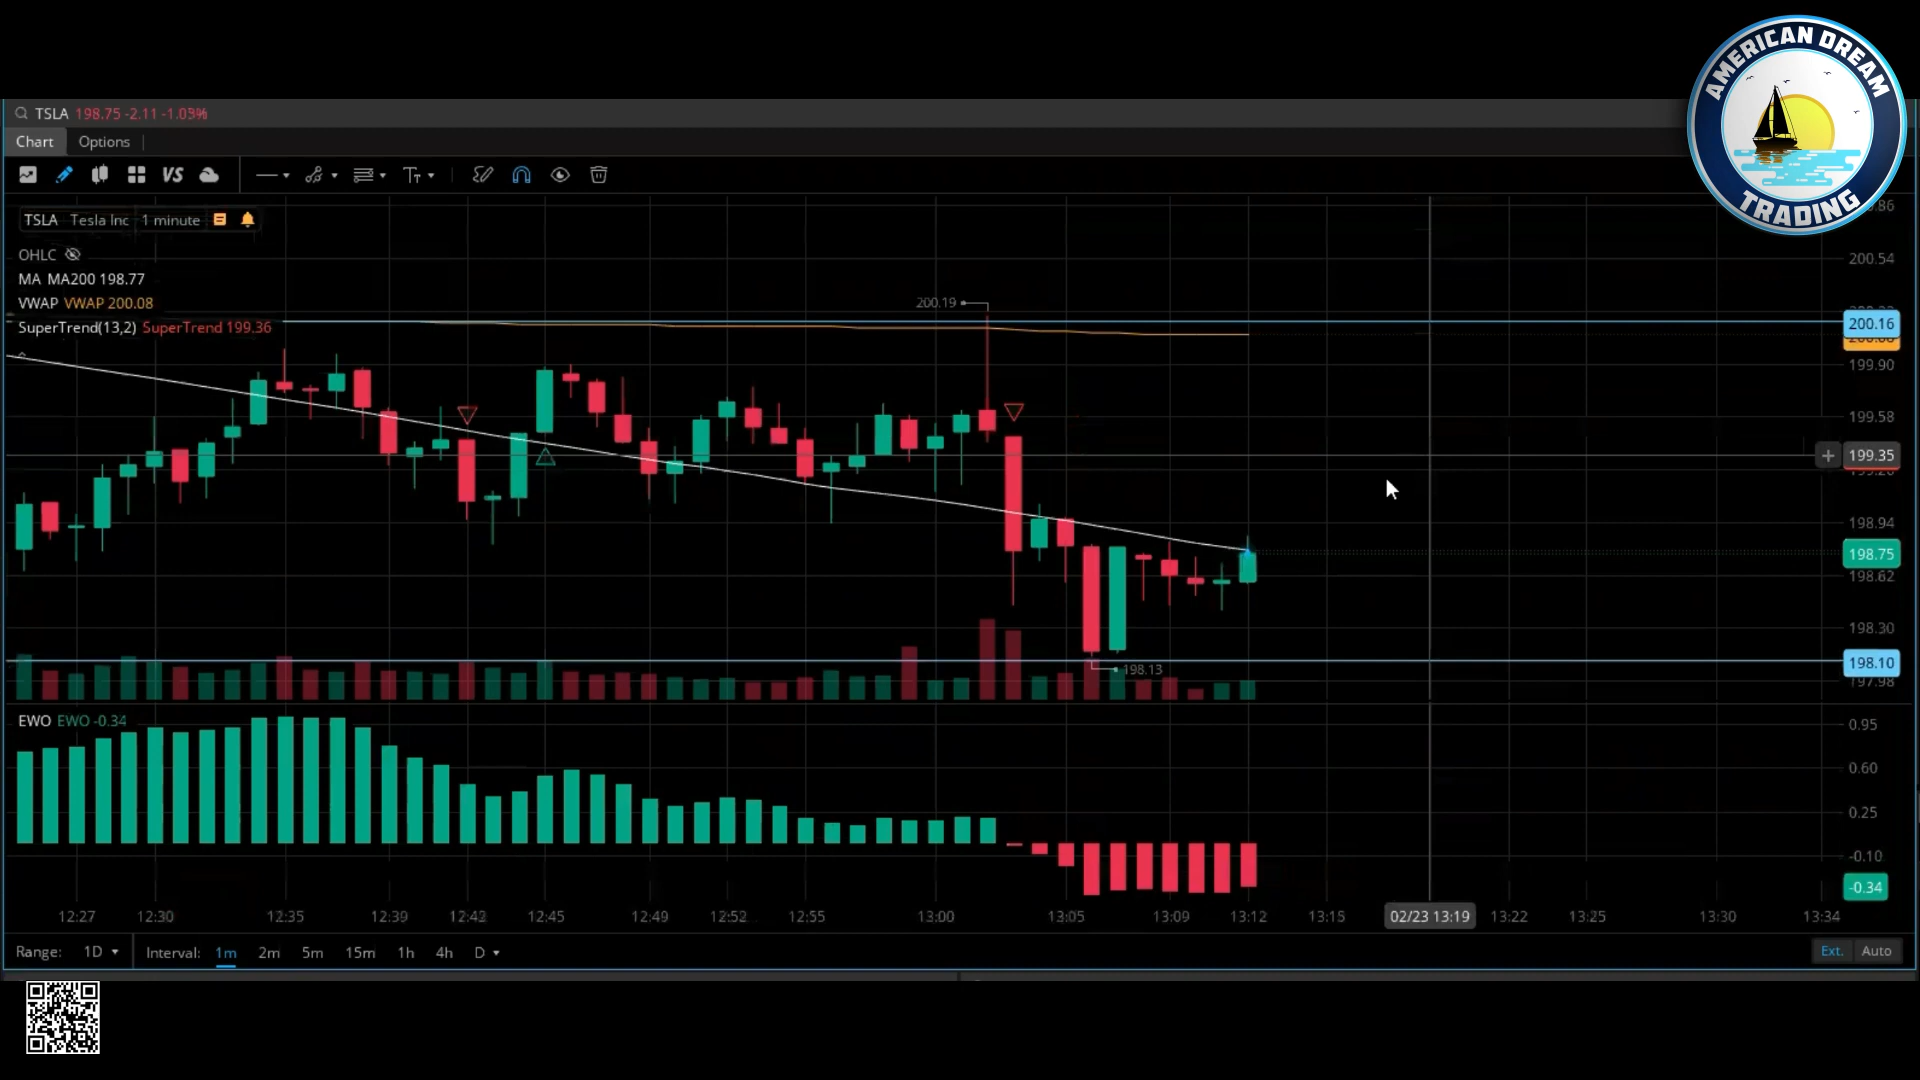 AMERICAN DREAM
TRADING
TSLA 198.75 -2.11 -1.03%
Chart Options
VS
TSLA Tesla Inc 1 minute
OHLC
MA MA200 198.77
VWAP VWAP 200.08
SuperTrend(13,2) SuperTrend 199.36
200.19
198.13
200.54
200.16
199.90
199.58
199.35
198.94
198.75
198.62
198.30
198.10
197.98
EWO EWO -0.34
0.95
0.60
0.25
-0.10
-0.34
12:27 12:30 12:35 12:39 12:42 12:45 12:49 12:52 12:55 13:00 13:05 13:09 13:12 13:15 02/23 13:19 13:22 13:25 13:30 13:34
Range: 1D Interval: 1m 2m 5m 15m 1h 4h D Ext. Auto